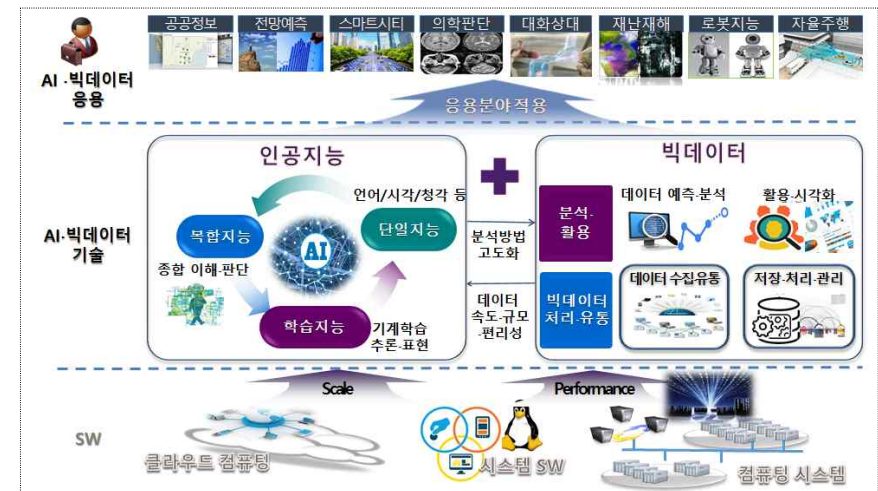 공공정보
전망예측
스마트시티
의학판단
대화상대
재난재해
로봇지능
자율주행
AI·빅데이터
응용
응용분야적용
AI·빅데이터
기술
인공지능
언어/시각/청각 등
복합지능
단일지능
AI
종합 이해·판단
학습지능
기계학습
추론·표현
분석방법
고도화
데이터
속도·규모
·편리성
빅데이터
분석·
활용
데이터 예측·분석
활용·시각화
빅데이터
처리·유통
데이터 수집유통
저장·처리·관리
SW
Scale
Performance
클라우드 컴퓨팅
시스템 SW
컴퓨팅 시스템